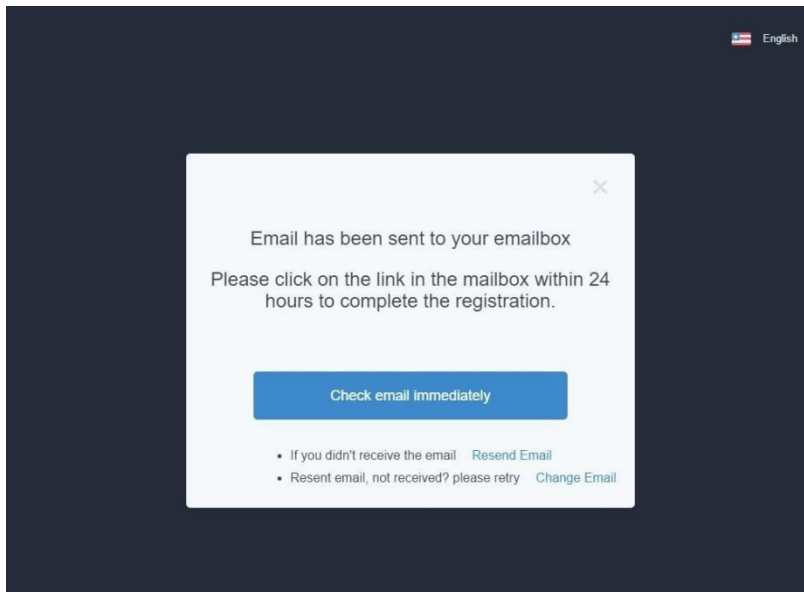 English
Email has been sent to your emailbox
Please click on the link in the mailbox within 24
hours to complete the registration.
Check email immediately
If you didn't receive the email Resend Email
Resent email, not received? please retry Change Email